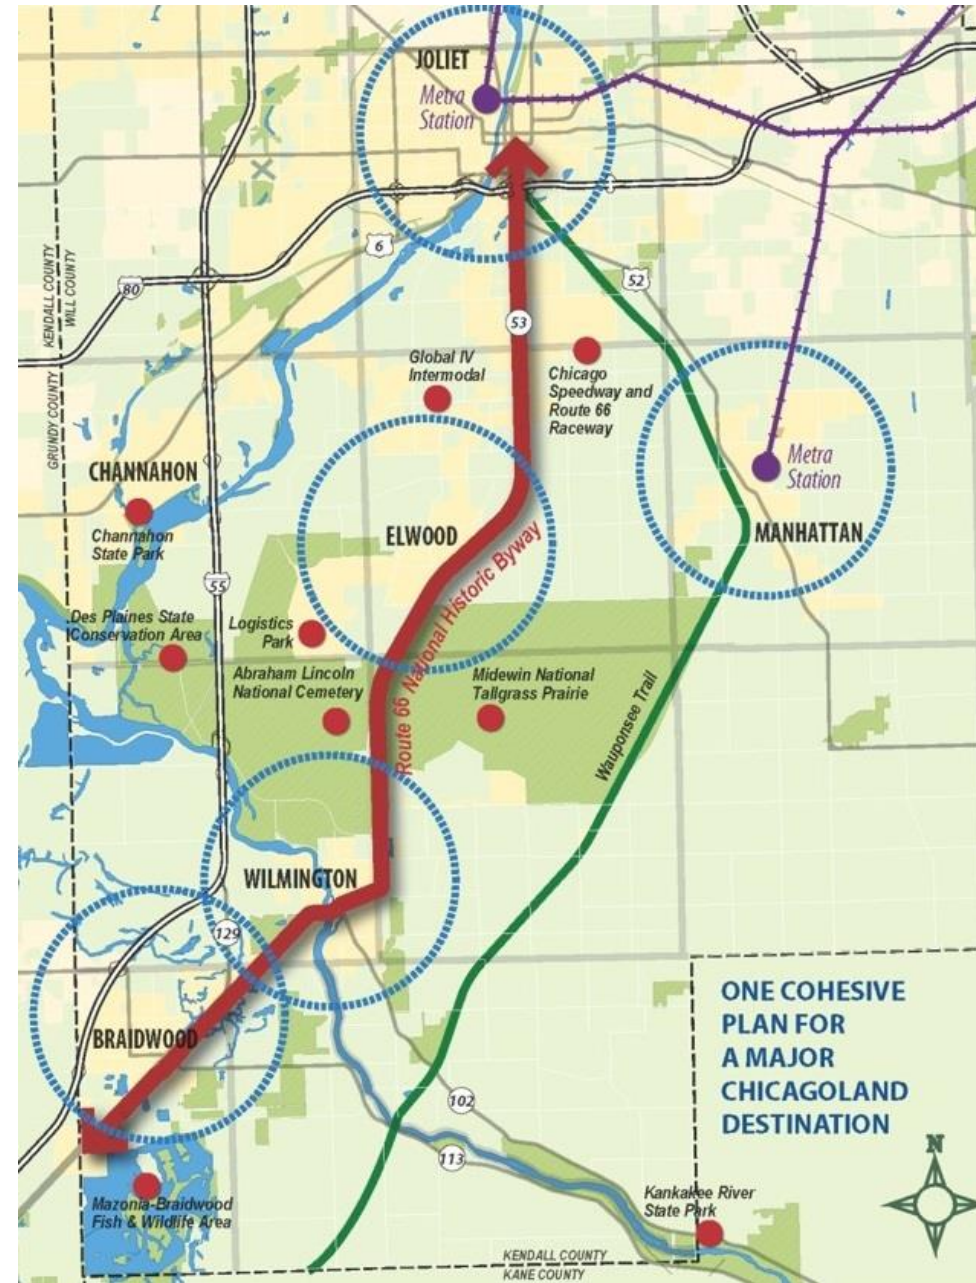 JOLIET
Metra
Station
6
52
80
KENDALL COUNTY
WILL COUNTY
53
GRUNDY COUNTY
Global IV
Intermodal
Chicago
Speedway and
Route 66
Raceway
CHANNAHON
Channahon
State Park
Metra
Station
ELWOOD
MANHATTAN
55
Route 66 National Historic Byway
Des Plaines State
Conservation Area
Logistics
Park
Abraham Lincoln
National Cemetery
Midewin National
Tallgrass Prairie
Wauponsee Trail
WILMINGTON
129
BRAIDWOOD
ONE COHESIVE
PLAN FOR
A MAJOR
CHICAGOLAND
DESTINATION
102
113
N
Mazonia-Braidwood
Fish & Wildlife Area
Kankakee River
State Park
KENDALL COUNTY
KANE COUNTY